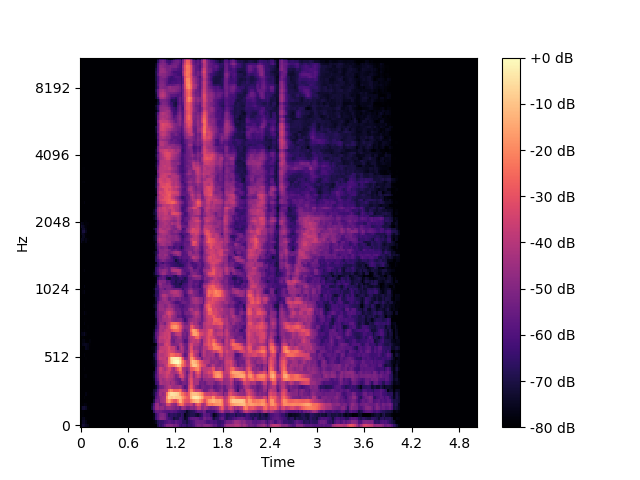 +0 dB
8192
-10 dB
4096
-20 dB
-30 dB
2048
Hz
-40 dB
1024
-50 dB
-60 dB
512
-70 dB
0
-80 dB
0 0.6 1.2 1.8 2.4 3 3.6 4.2 4.8
Time